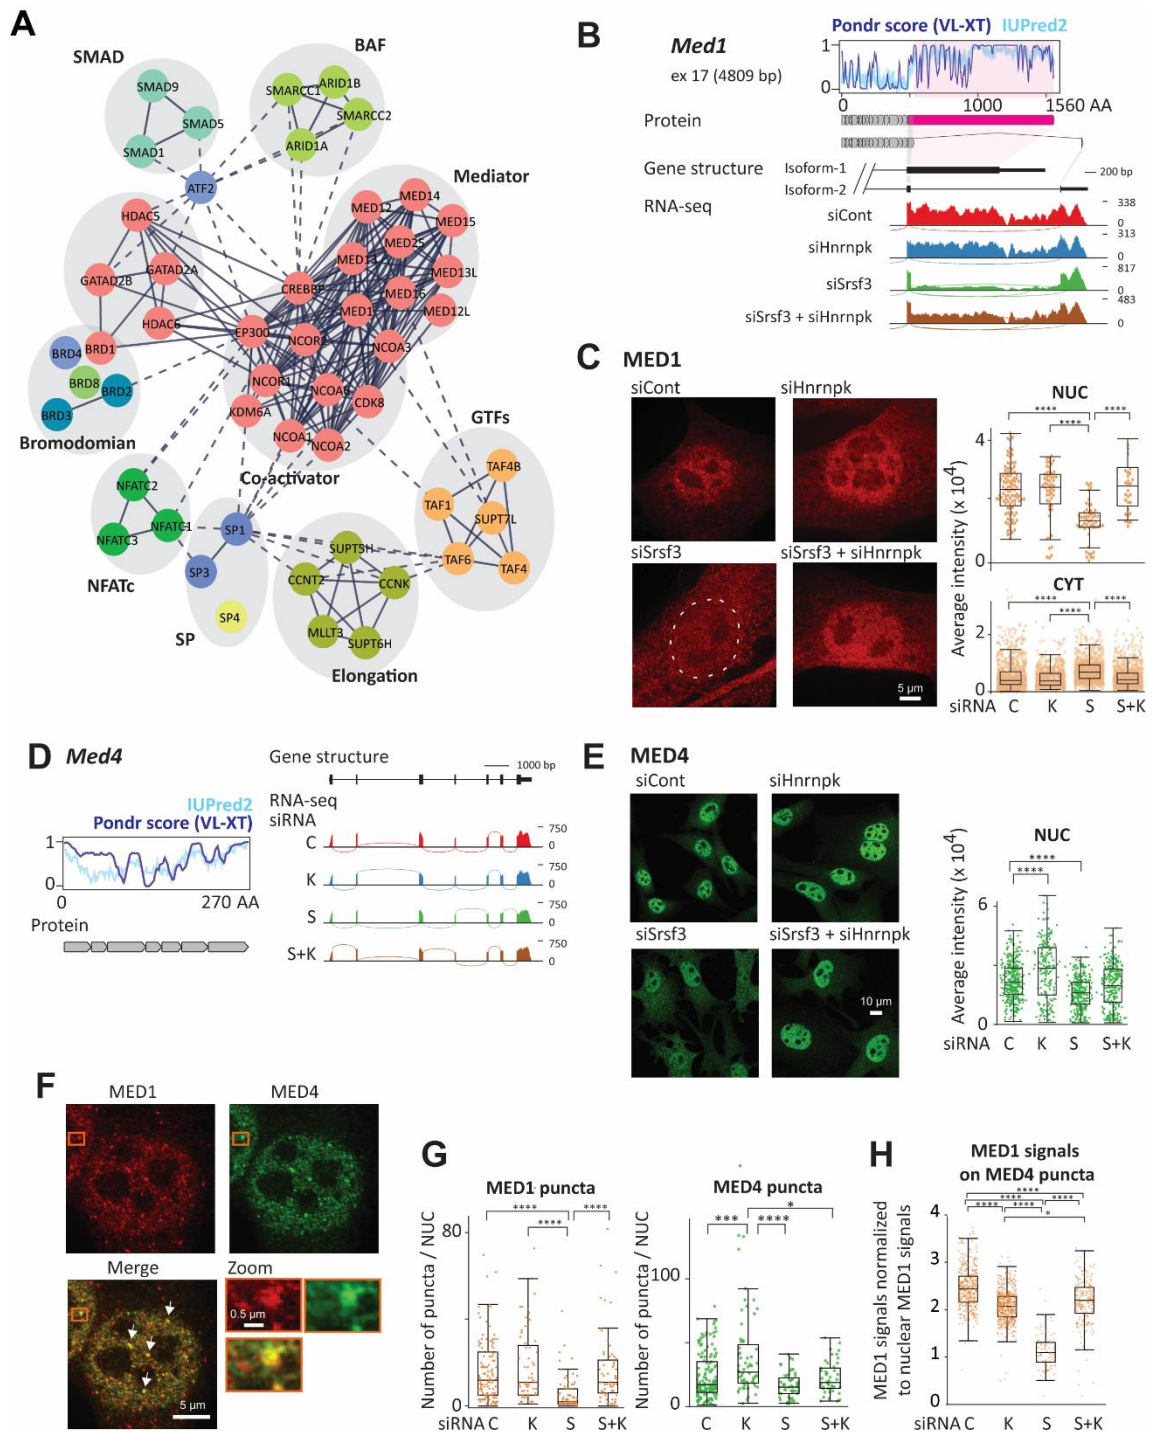 A
SMAD
BAF
SMAD9
SMAD5
SMAD1
SMARCC1
ARID1B
SMARCC2
ARID1A
ATF2
Mediator
HDAC5
GATAD2A
GATAD2B
HDAC6
BRD1
MED12
MED14
MED15
MED25
MED13
MED13L
CREBBP
MED16
MED1
MED12L
EP300
NCOR2
NCOA3
BRD4
BRD8
BRD2
BRD3
Bromodomian
NCOR1
NCOA6
CDK8
KDM6A
NCOA1
NCOA2
Co-activator
GTFs
TAF4B
TAF1
SUPT7L
TAF6
TAF4
NFATC2
NFATC1
NFATC3
NFATc
SP1
SP3
SP4
SP
SUPT5H
CCNT2
CCNK
MLLT3
SUPT6H
Elongation
B
Med1
ex 17 (4809 bp)
Pondr score (VL-XT) IUPred2
1
0
0 1000 1560 AA
Protein
Gene structure
Isoform-1
Isoform-2
200 bp
RNA-seq
siCont
338
0
siHnrnpk
313
0
siSrsf3
817
0
siSrsf3 + siHnrnpk
483
0
C MED1
siCont siHnrnpk
siSrsf3 siSrsf3 + siHnrnpk
5 µm
NUC
****
****
****
4
0
Average intensity (x 10⁴)
CYT
****
****
****
2
0
siRNA C K S S+K
D Med4
IUPred2
Pondr score (VL-XT)
1
0
0 270 AA
Protein
Gene structure
1000 bp
RNA-seq
siRNA
C
750
0
K
750
0
S
750
0
S+K
750
0
E MED4
siCont siHnrnpk
siSrsf3 siSrsf3 + siHnrnpk
10 µm
NUC
****
****
Average intensity (x 10⁴)
6
0
siRNA C K S S+K
F
MED1 MED4
Merge Zoom
0.5 µm
5 µm
G
MED1 puncta
****
****
****
Number of puncta / NUC
80
0
siRNA C K S S+K
MED4 puncta
*
***
****
Number of puncta / NUC
100
0
C K S S+K
H
MED1 signals
on MED4 puncta
****
****
****
****
****
*
MED1 signals normalized
to nuclear MED1 signals
4
3
2
1
0
siRNA C K S S+K